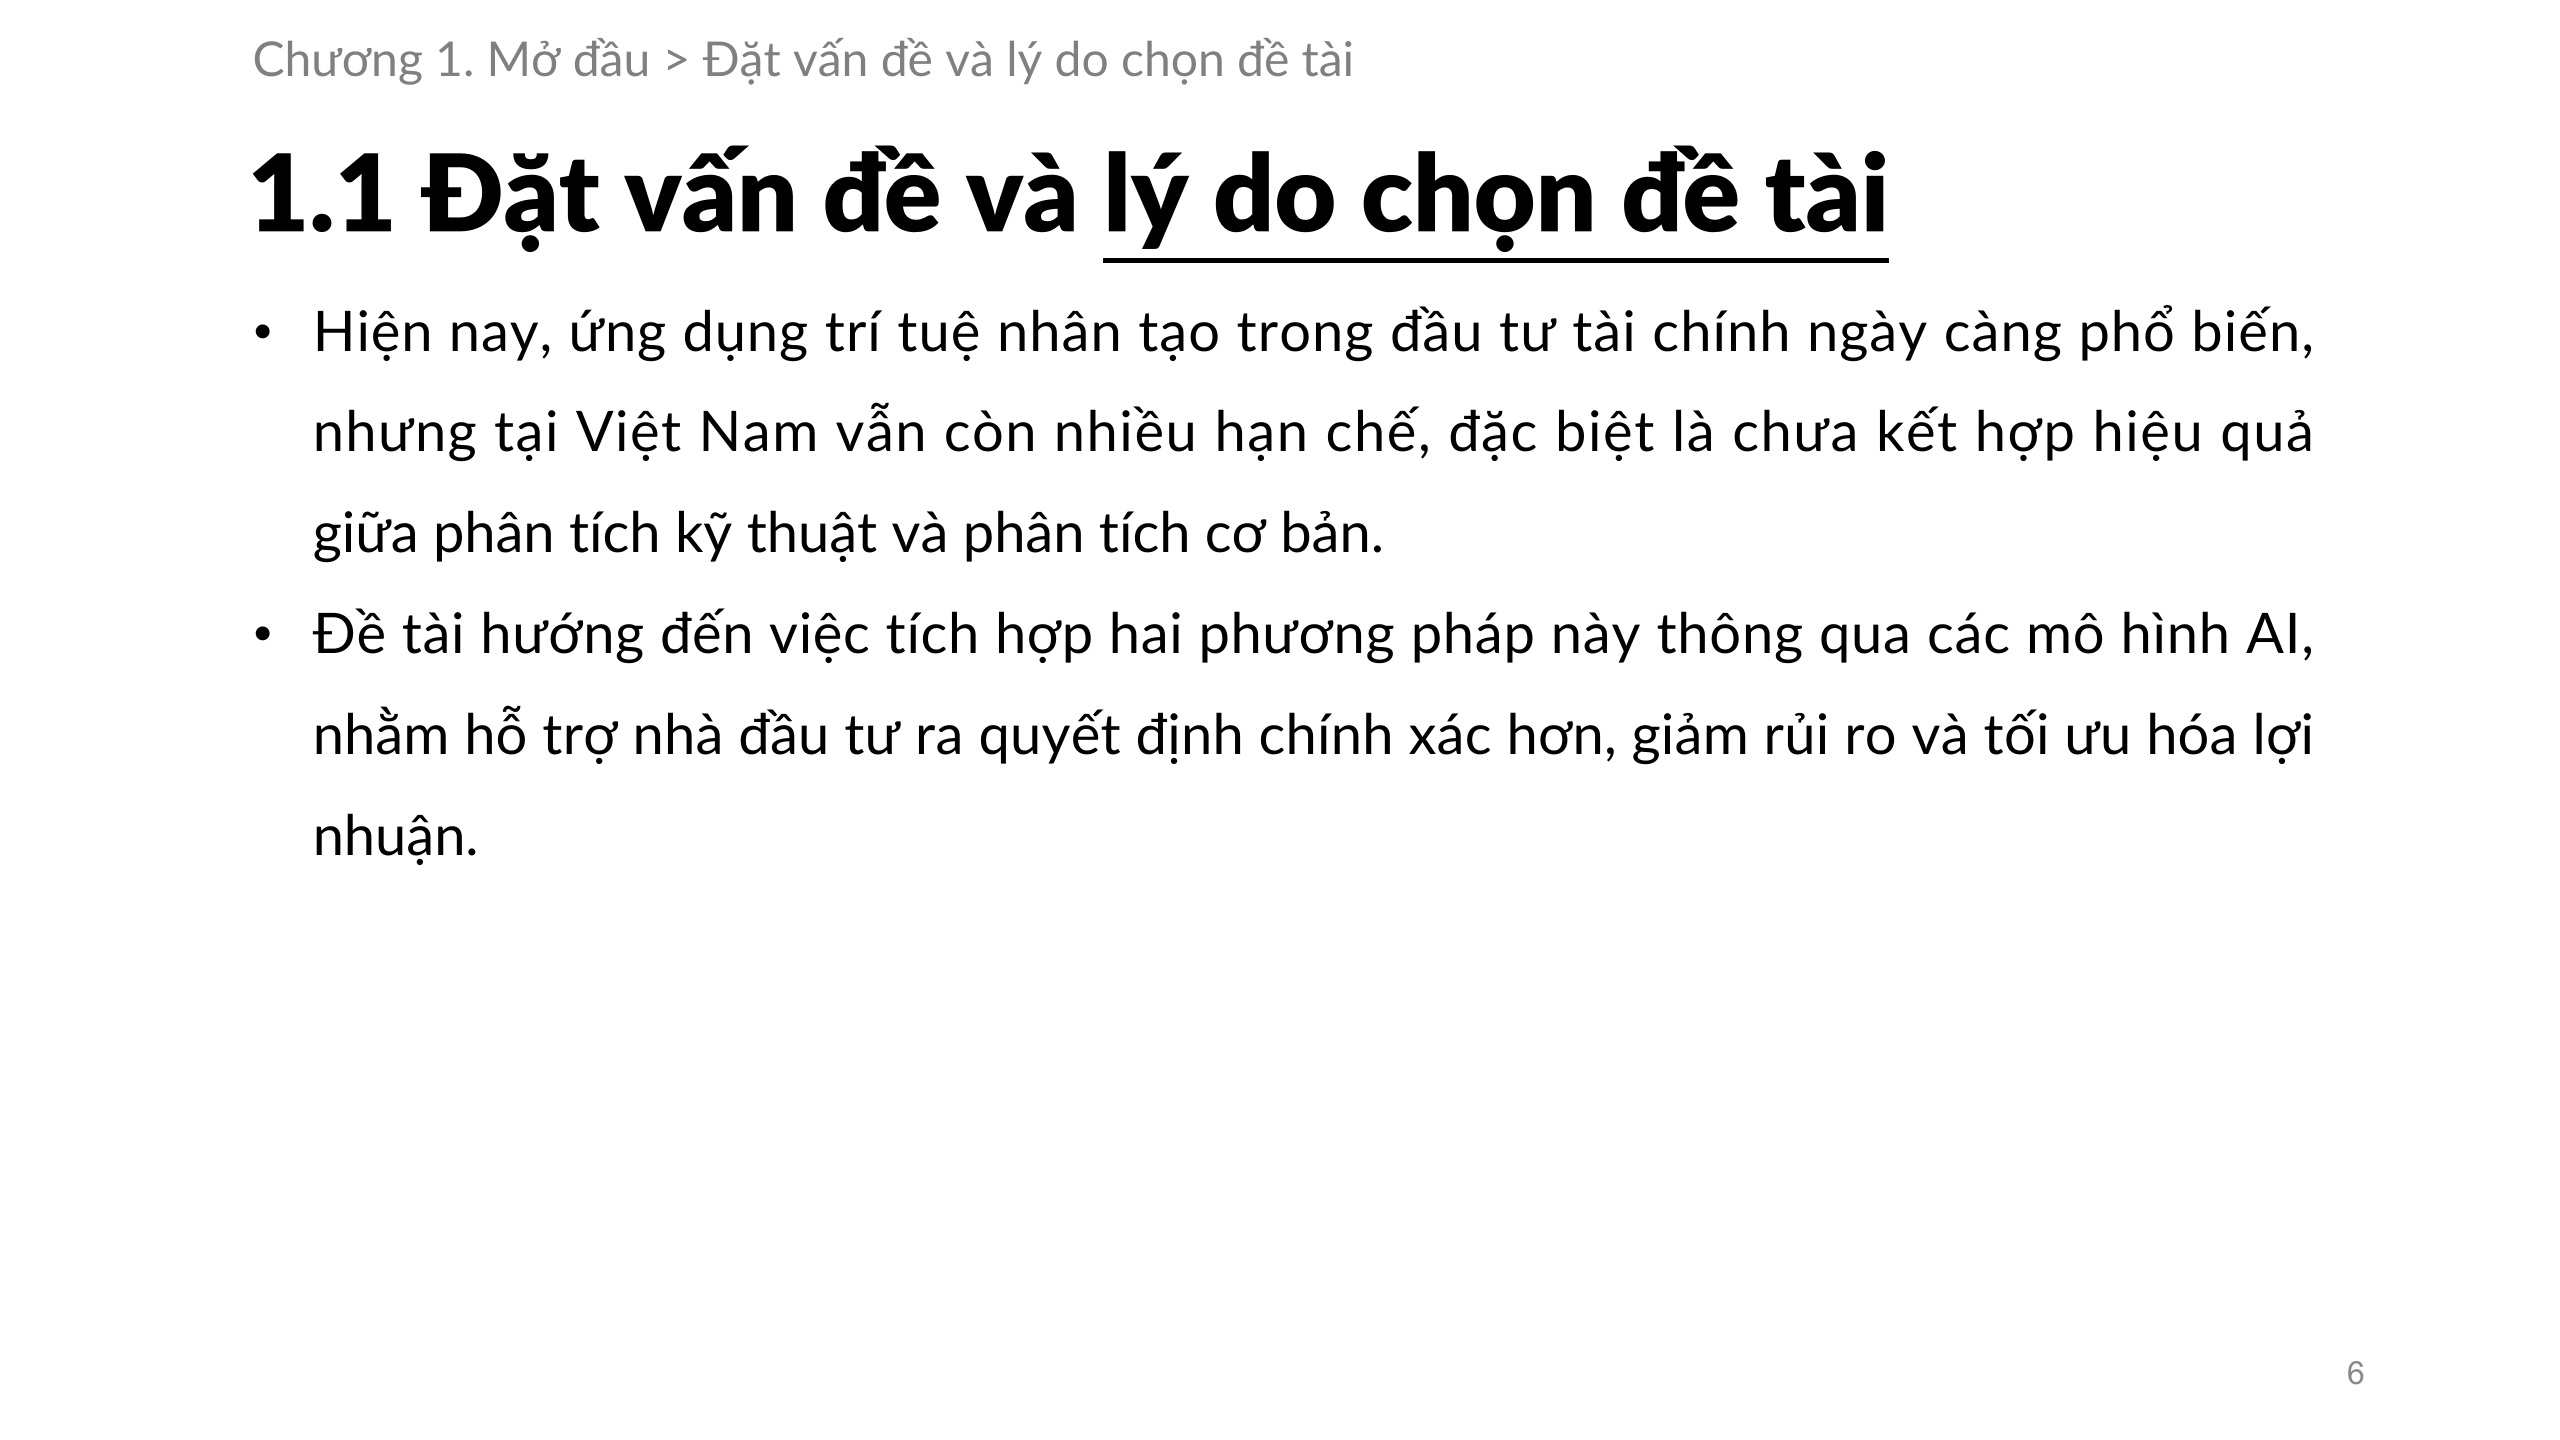 Chương 1. Mở đầu > Đặt vấn đề và lý do chọn đề tài
1.1 Đặt vấn đề và lý do chọn đề tài
• Hiện nay, ứng dụng trí tuệ nhân tạo trong đầu tư tài chính ngày càng phổ biến,
nhưng tại Việt Nam vẫn còn nhiều hạn chế, đặc biệt là chưa kết hợp hiệu quả
giữa phân tích kỹ thuật và phân tích cơ bản.
• Đề tài hướng đến việc tích hợp hai phương pháp này thông qua các mô hình AI,
nhằm hỗ trợ nhà đầu tư ra quyết định chính xác hơn, giảm rủi ro và tối ưu hóa lợi
nhuận.
6